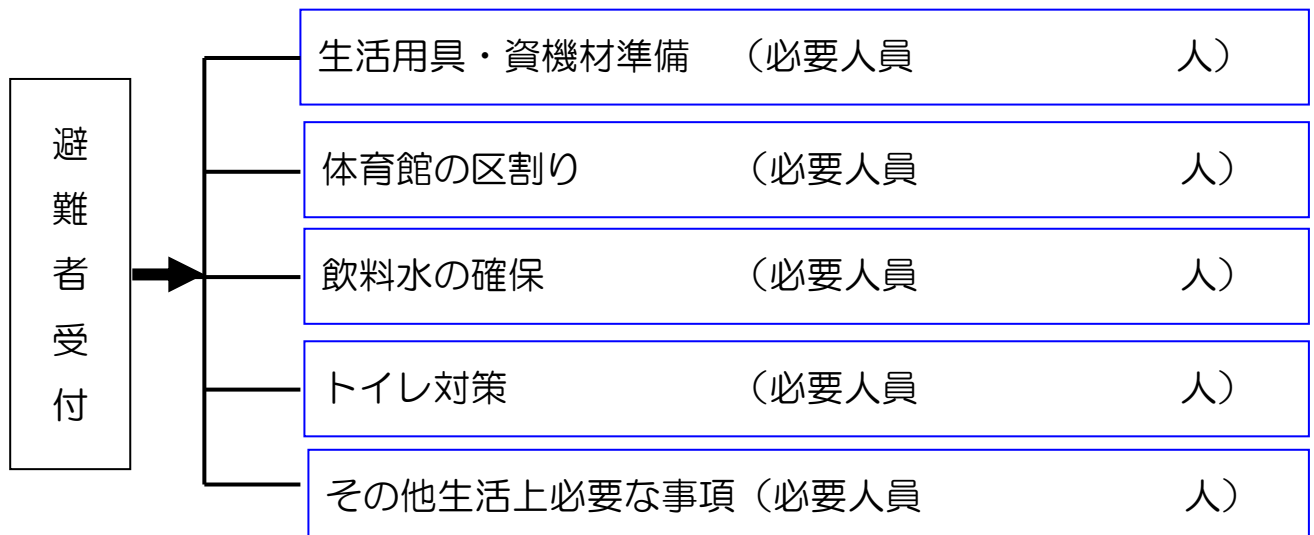 避難者受付
生活用具・資機材準備　（必要人員　　　　　　　人）
体育館の区割り　　　　（必要人員　　　　　　　人）
飲料水の確保　　　　　（必要人員　　　　　　　人）
トイレ対策　　　　　　（必要人員　　　　　　　人）
その他生活上必要な事項（必要人員　　　　　　　人）